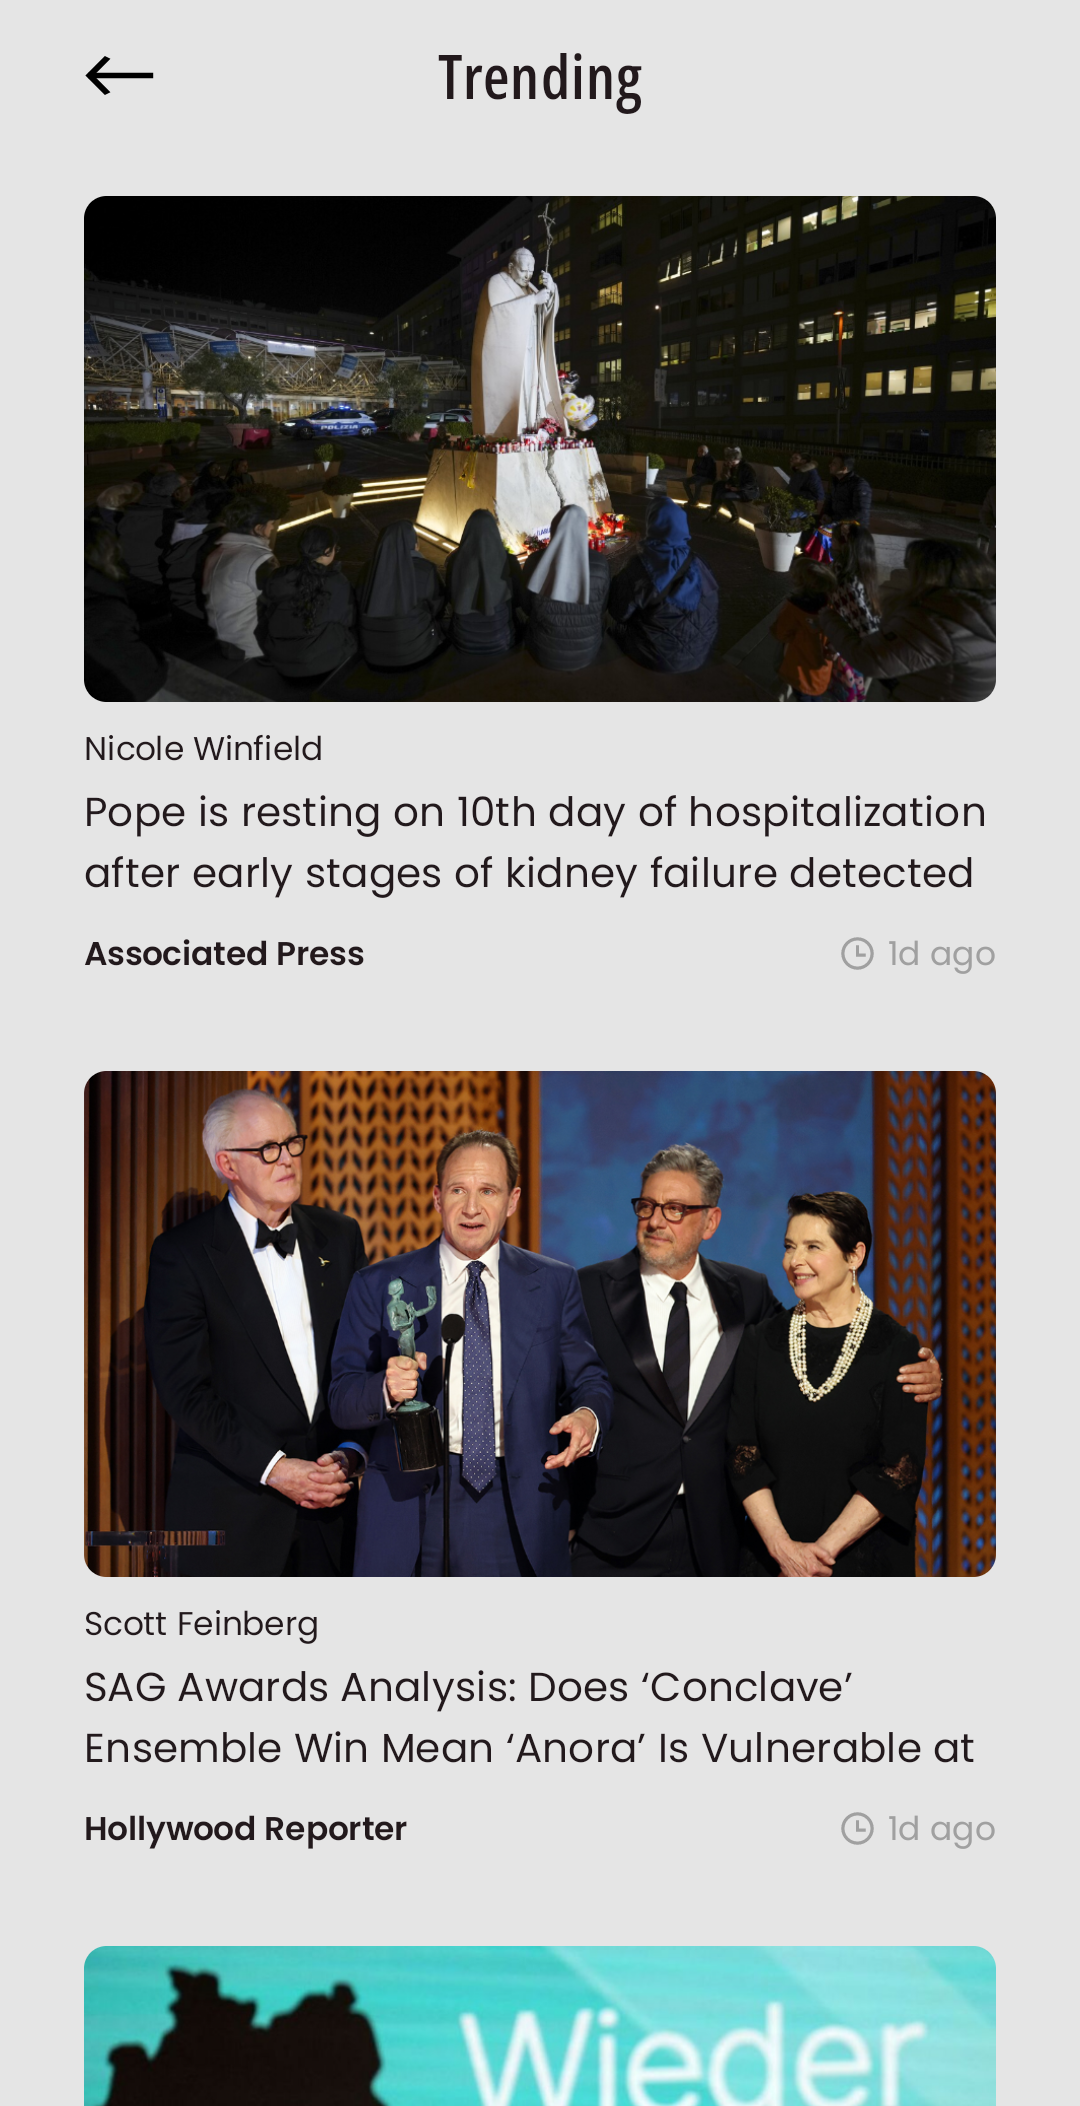 Trending
POLIZIA
Nicole Winfield
Pope is resting on 10th day of hospitalization
after early stages of kidney failure detected
Associated Press
1d ago
Scott Feinberg
SAG Awards Analysis: Does ‘Conclave’
Ensemble Win Mean ‘Anora’ Is Vulnerable at
Hollywood Reporter
1d ago
Wieder